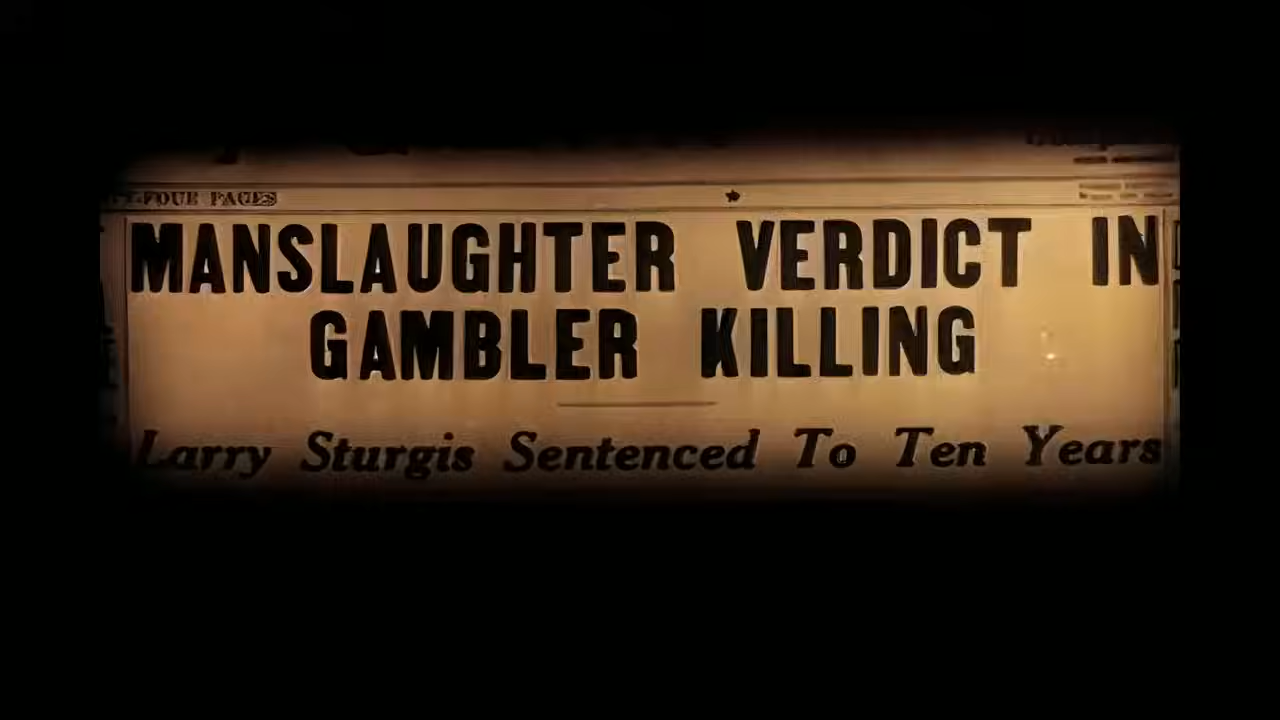 FOUR PAGES
MANSLAUGHTER VERDICT IN
GAMBLER KILLING
Larry Sturgis Sentenced To Ten Years